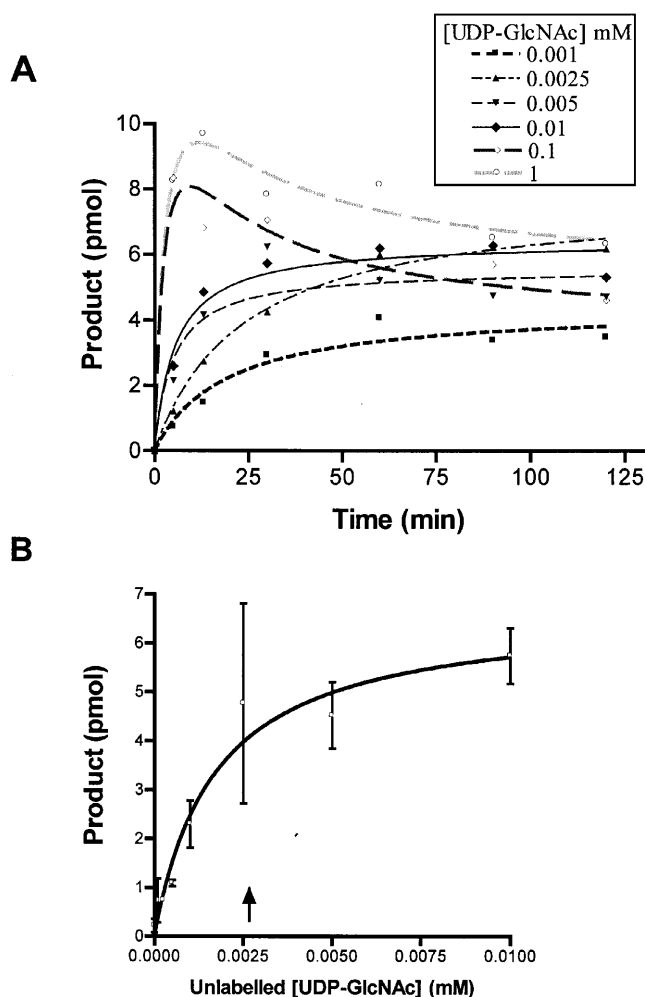 [UDP-GlcNAc] mM
0.001
0.0025
0.005
0.01
0.1
1
A
10
8
6
4
2
0
Product (pmol)
0 25 50 75 100 125
Time (min)
B
7
6
5
4
3
2
1
0
Product (pmol)
0.0000 0.0025 0.0050 0.0075 0.0100
Unlabelled [UDP-GlcNAc] (mM)